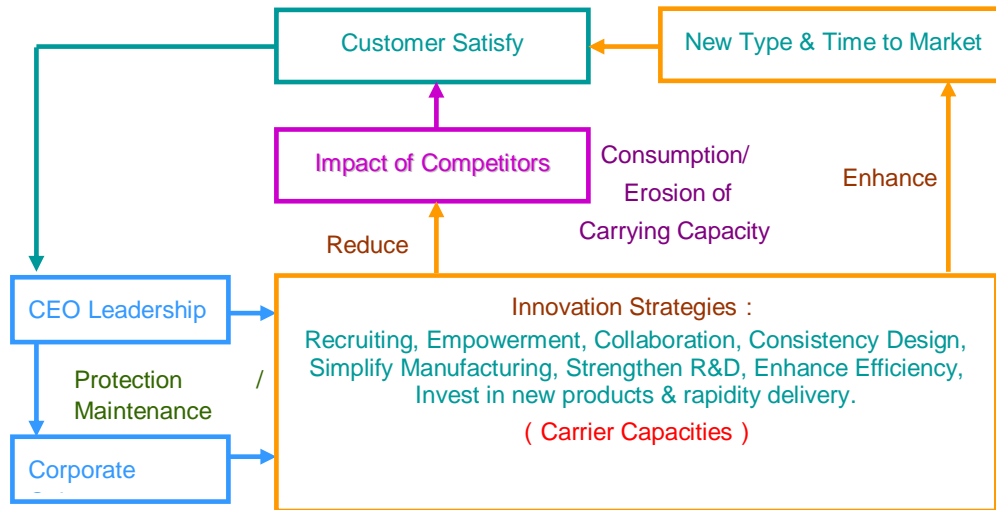 Customer Satisfy
New Type & Time to Market
Impact of Competitors
Consumption/
Erosion of
Carrying Capacity
Enhance
Reduce
CEO Leadership
Innovation Strategies :
Recruiting, Empowerment, Collaboration, Consistency Design,
Simplify Manufacturing, Strengthen R&D, Enhance Efficiency,
Invest in new products & rapidity delivery.
( Carrier Capacities )
Protection /
Maintenance
Corporate